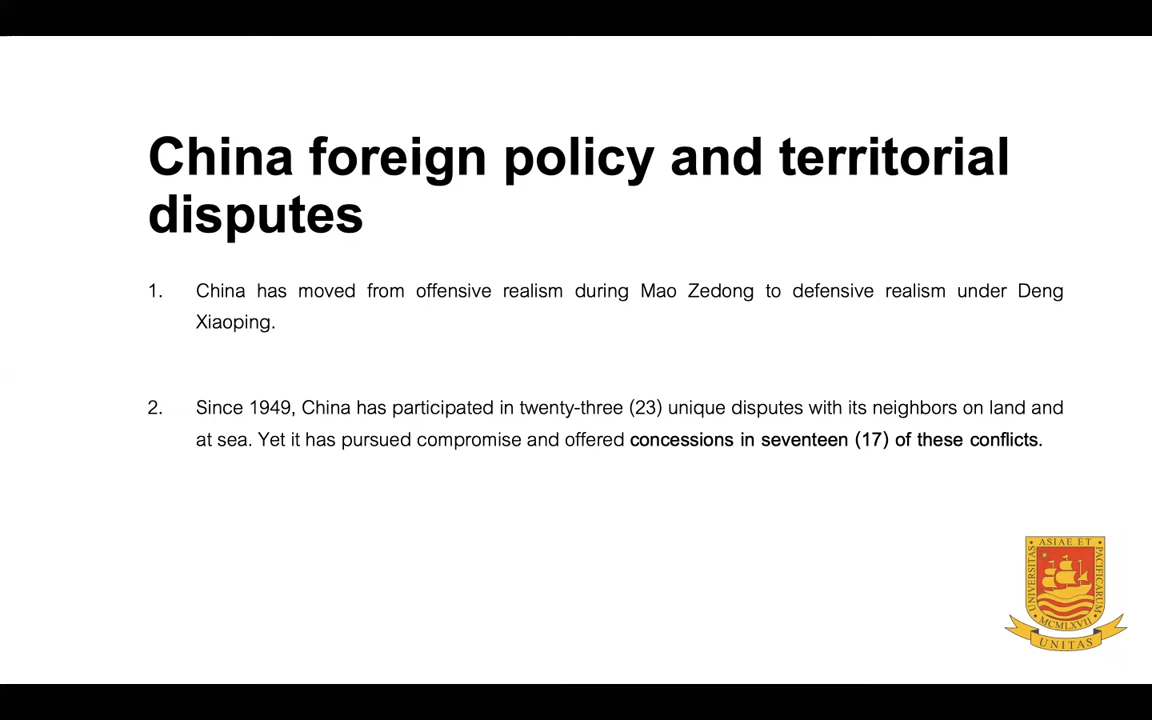 China foreign policy and territorial
disputes
1. China has moved from offensive realism during Mao Zedong to defensive realism under Deng
Xiaoping.
2. Since 1949, China has participated in twenty-three (23) unique disputes with its neighbors on land and
at sea. Yet it has pursued compromise and offered concessions in seventeen (17) of these conflicts.
UNIVERSITAS ASIAE ET PACIFICARUM
MCMLXVII
UNITAS